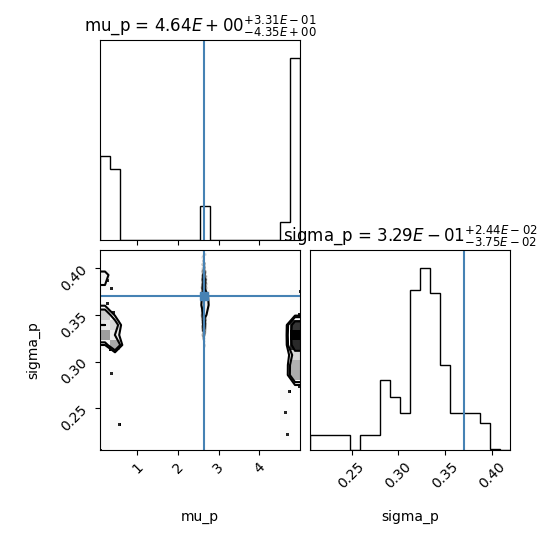 mu_p = 4.64E + 00+3.31E−01 −4.35E+00
sigma_p = 3.29E − 01+2.44E−02 −3.75E−02
0.40
0.35
0.30
0.25
sigma_p
1 2 3 4
mu_p
0.25 0.30 0.35 0.40
sigma_p